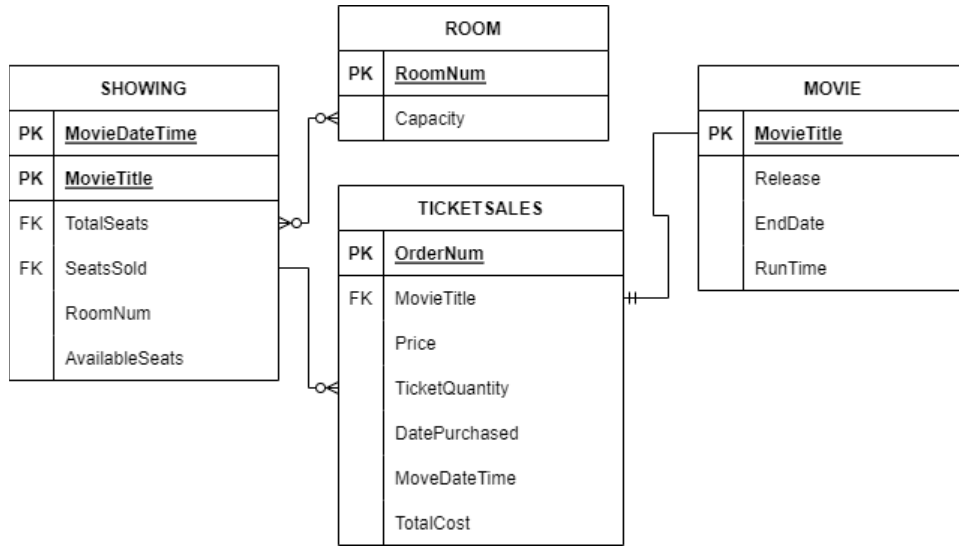 SHOWING
PK MovieDateTime
PK MovieTitle
FK TotalSeats
FK SeatsSold
RoomNum
AvailableSeats
ROOM
PK RoomNum
Capacity
TICKETSALES
PK OrderNum
FK MovieTitle
Price
TicketQuantity
DatePurchased
MoveDateTime
TotalCost
MOVIE
PK MovieTitle
Release
EndDate
RunTime